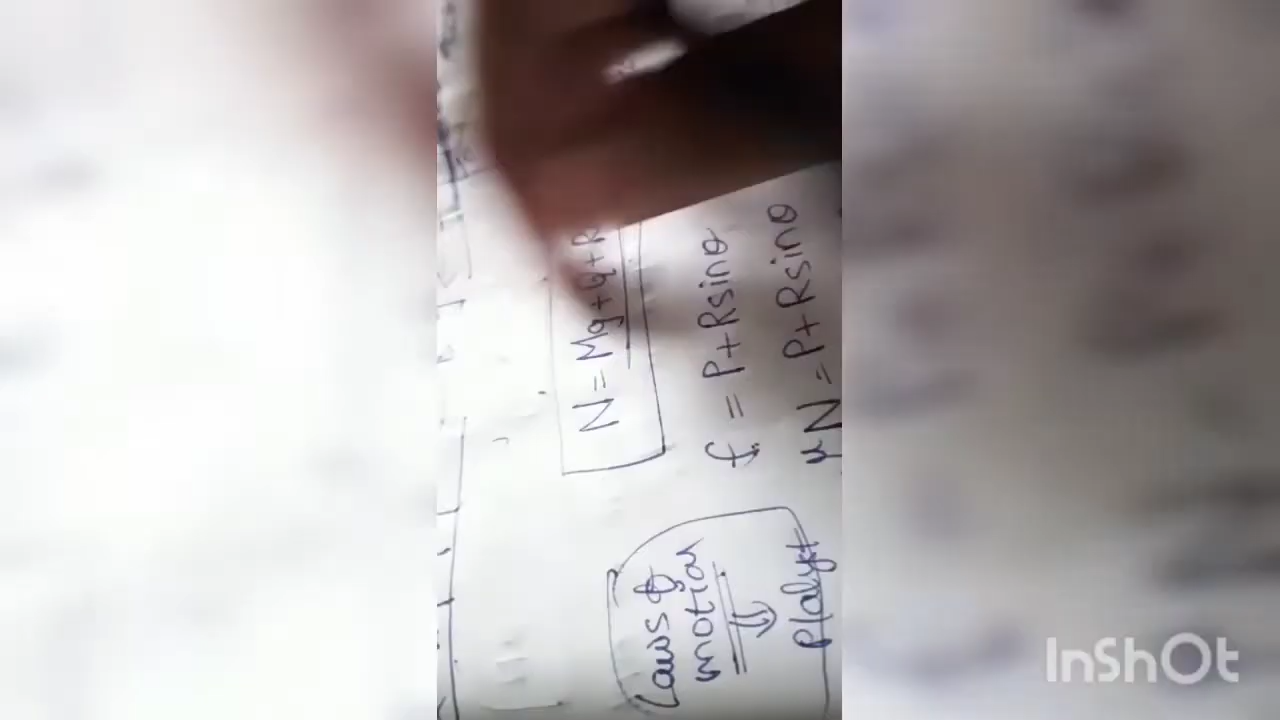 N = Mg + Q + R
f = P + Rsinθ
μN = P + Rsinθ
Laws of
motion
⇓
Playlist
InShOt